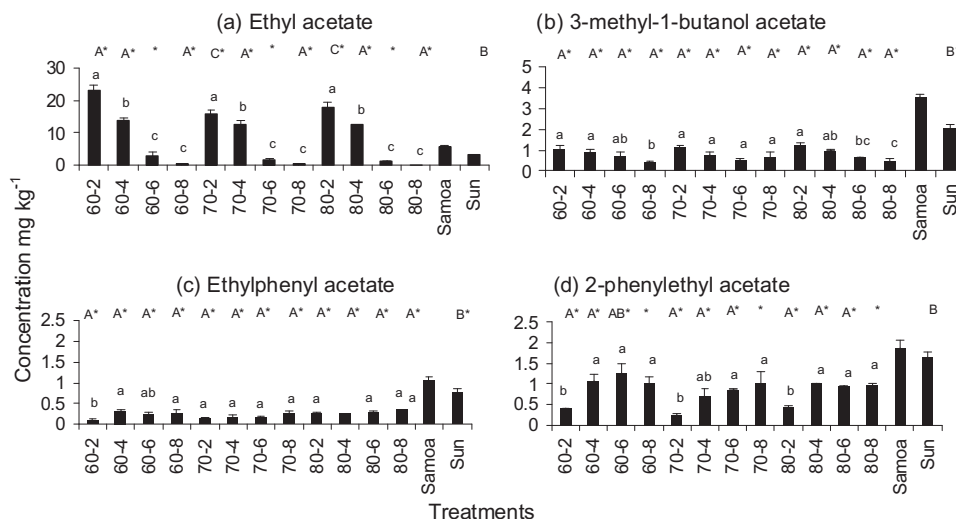 (a) Ethyl acetate
A* A* * A* C* A* * A* C* A* * A* B
30
20
10
0
a b c c a b c c a b c c
60-2 60-4 60-6 60-8 70-2 70-4 70-6 70-8 80-2 80-4 80-6 80-8 Samoa Sun
(b) 3-methyl-1-butanol acetate
A* A* A* A* A* A* A* A* A* A* A* A* B*
5
4
3
2
1
0
a a ab b a a a a a ab bc c
60-2 60-4 60-6 60-8 70-2 70-4 70-6 70-8 80-2 80-4 80-6 80-8 Samoa Sun
Concentration mg kg-1
(c) Ethylphenyl acetate
A* A* A* A* A* A* A* A* A* A* A* A* B*
2.5
2
1.5
1
0.5
0
b a ab a a a a a a a a a
60-2 60-4 60-6 60-8 70-2 70-4 70-6 70-8 80-2 80-4 80-6 80-8 Samoa Sun
(d) 2-phenylethyl acetate
A* A* AB* * A* A* A* * A* A* A* * B
2.5
2
1.5
1
0.5
0
b a a a b ab a a b a a a
60-2 60-4 60-6 60-8 70-2 70-4 70-6 70-8 80-2 80-4 80-6 80-8 Samoa Sun
Treatments